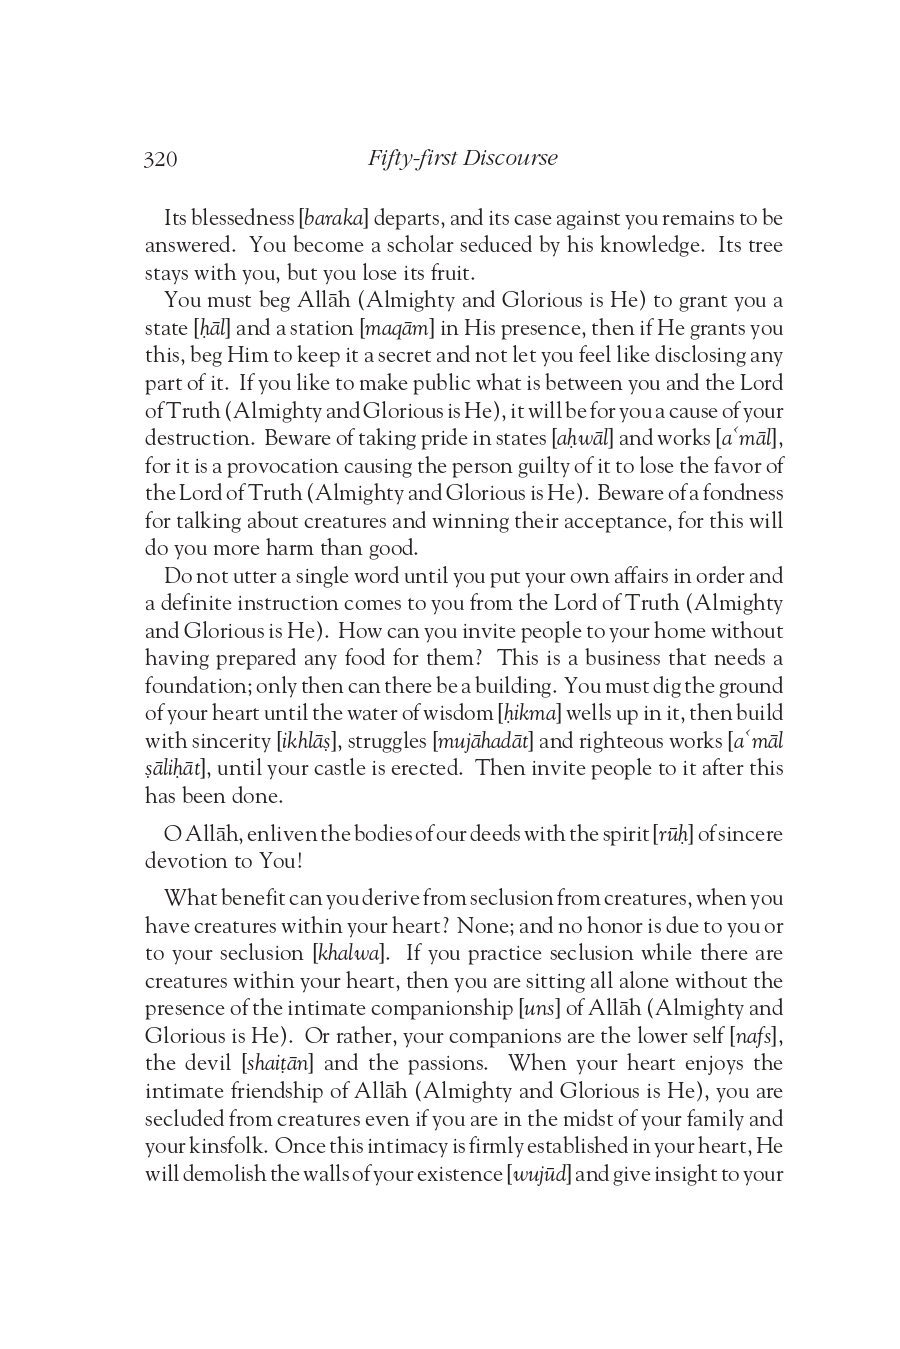 320 Fifty-first Discourse
Its blessedness [baraka] departs, and its case against you remains to be
answered. You become a scholar seduced by his knowledge. Its tree
stays with you, but you lose its fruit.
You must beg Allāh (Almighty and Glorious is He) to grant you a
state [ḥāl] and a station [maqām] in His presence, then if He grants you
this, beg Him to keep it a secret and not let you feel like disclosing any
part of it. If you like to make public what is between you and the Lord
of Truth (Almighty and Glorious is He), it will be for you a cause of your
destruction. Beware of taking pride in states [aḥwāl] and works [aʿmāl],
for it is a provocation causing the person guilty of it to lose the favor of
the Lord of Truth (Almighty and Glorious is He). Beware of a fondness
for talking about creatures and winning their acceptance, for this will
do you more harm than good.
Do not utter a single word until you put your own affairs in order and
a definite instruction comes to you from the Lord of Truth (Almighty
and Glorious is He). How can you invite people to your home without
having prepared any food for them? This is a business that needs a
foundation; only then can there be a building. You must dig the ground
of your heart until the water of wisdom [ḥikma] wells up in it, then build
with sincerity [ikhlāṣ], struggles [mujāhadāt] and righteous works [aʿmāl
ṣāliḥāt], until your castle is erected. Then invite people to it after this
has been done.
O Allāh, enliven the bodies of our deeds with the spirit [rūḥ] of sincere
devotion to You!
What benefit can you derive from seclusion from creatures, when you
have creatures within your heart? None; and no honor is due to you or
to your seclusion [khalwa]. If you practice seclusion while there are
creatures within your heart, then you are sitting all alone without the
presence of the intimate companionship [uns] of Allāh (Almighty and
Glorious is He). Or rather, your companions are the lower self [nafs],
the devil [shaiṭān] and the passions. When your heart enjoys the
intimate friendship of Allāh (Almighty and Glorious is He), you are
secluded from creatures even if you are in the midst of your family and
your kinsfolk. Once this intimacy is firmly established in your heart, He
will demolish the walls of your existence [wujūd] and give insight to your